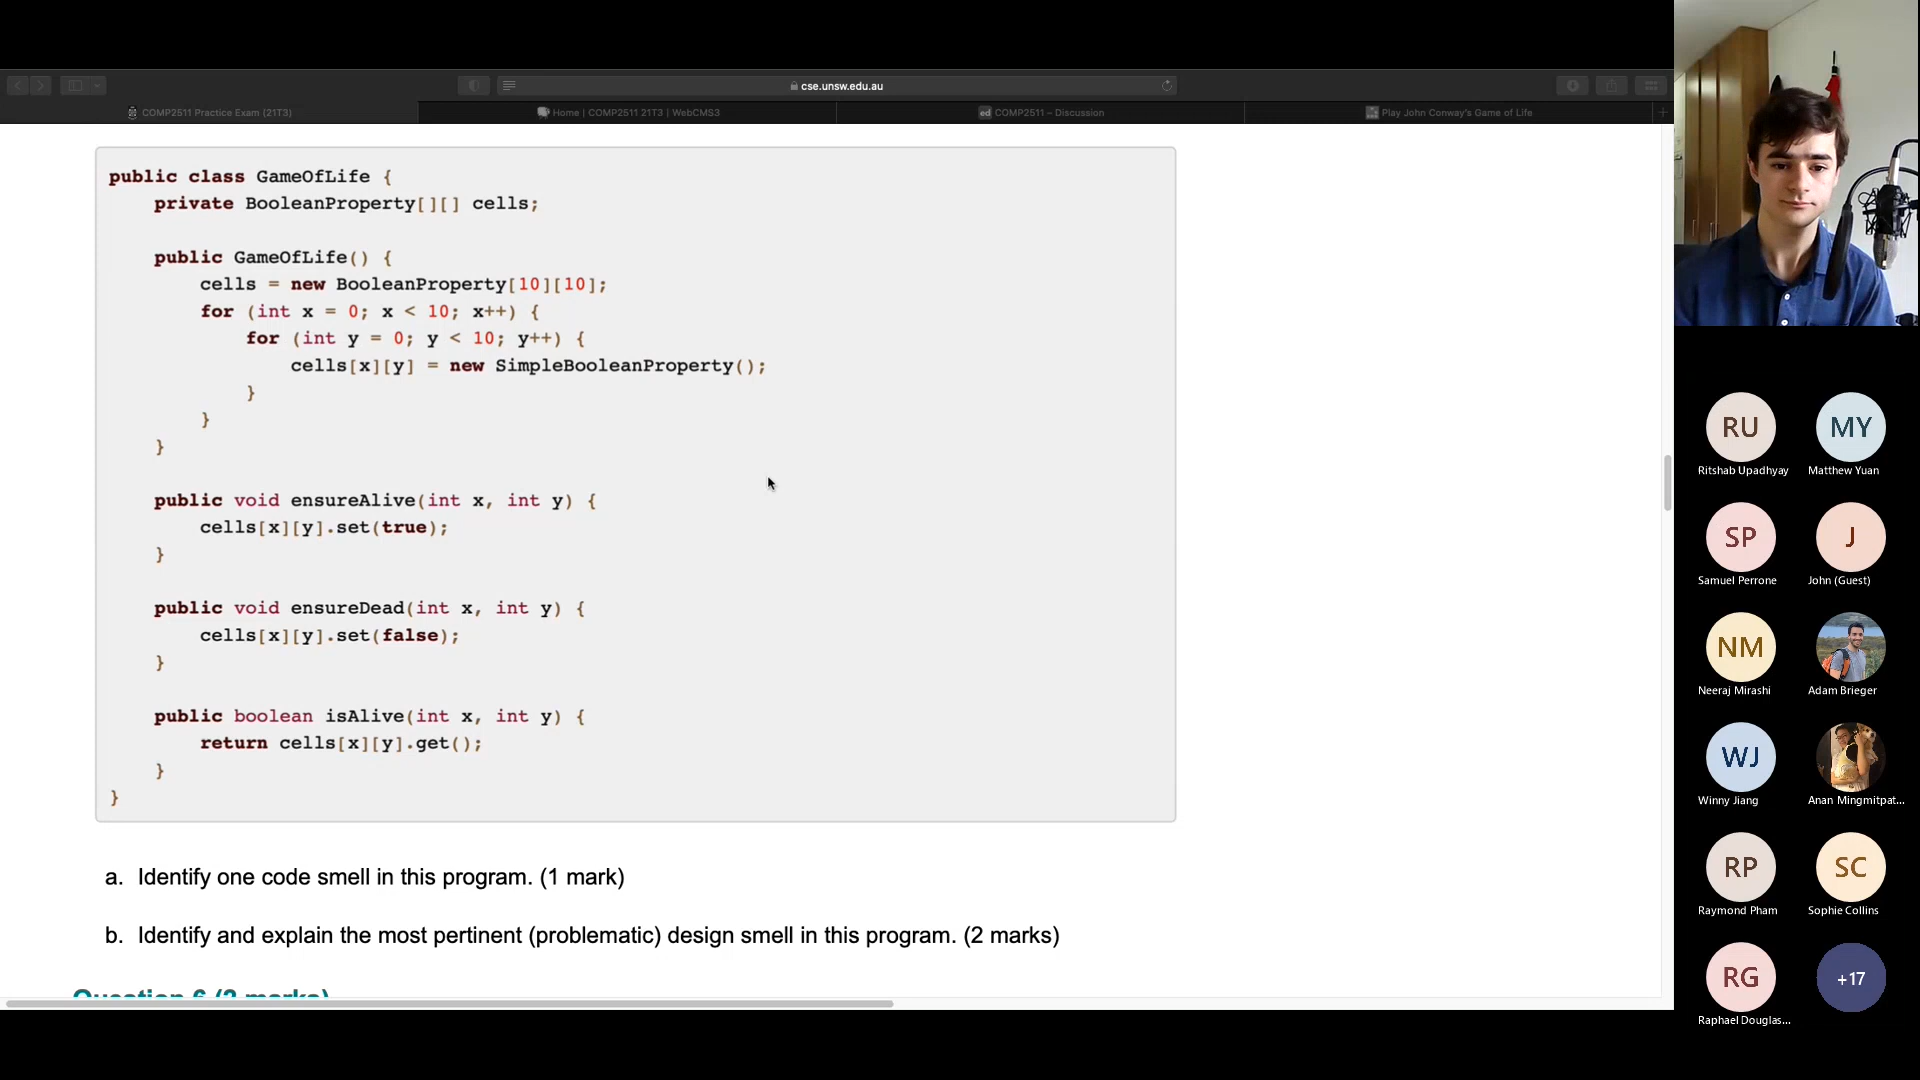 cse.unsw.edu.au
COMP2511 Practice Exam (21T3)
Home | COMP2511 21T3 | WebCMS3
ed COMP2511 – Discussion
Play John Conway's Game of Life
public class GameOfLife {
private BooleanProperty[][] cells;
public GameOfLife() {
cells = new BooleanProperty[10][10];
for (int x = 0; x < 10; x++) {
for (int y = 0; y < 10; y++) {
cells[x][y] = new SimpleBooleanProperty();
}
}
}
public void ensureAlive(int x, int y) {
cells[x][y].set(true);
}
public void ensureDead(int x, int y) {
cells[x][y].set(false);
}
public boolean isAlive(int x, int y) {
return cells[x][y].get();
}
}
a. Identify one code smell in this program. (1 mark)
b. Identify and explain the most pertinent (problematic) design smell in this program. (2 marks)
RU
Ritshab Upadhyay
MY
Matthew Yuan
SP
Samuel Perrone
J
John (Guest)
NM
Neeraj Mirashi
Adam Brieger
WJ
Winny Jiang
Anan Mingmitpat...
RP
Raymond Pham
SC
Sophie Collins
RG
Raphael Douglas...
+17